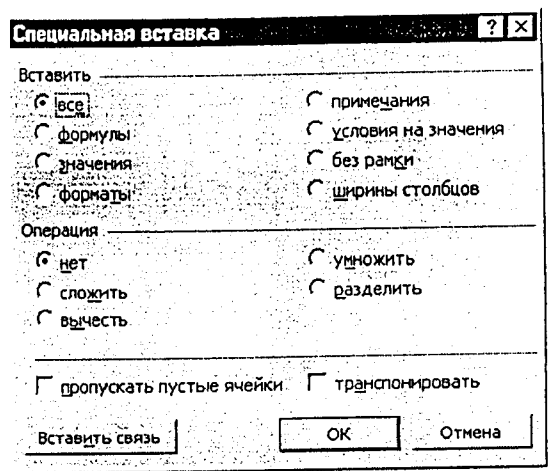 Специальная вставка
Вставить
все
формулы
значения
форматы
примечания
условия на значения
без рамки
ширины столбцов
Операция
нет
сложить
вычесть
умножить
разделить
пропускать пустые ячейки
транспонировать
Вставить связь
ОК
Отмена